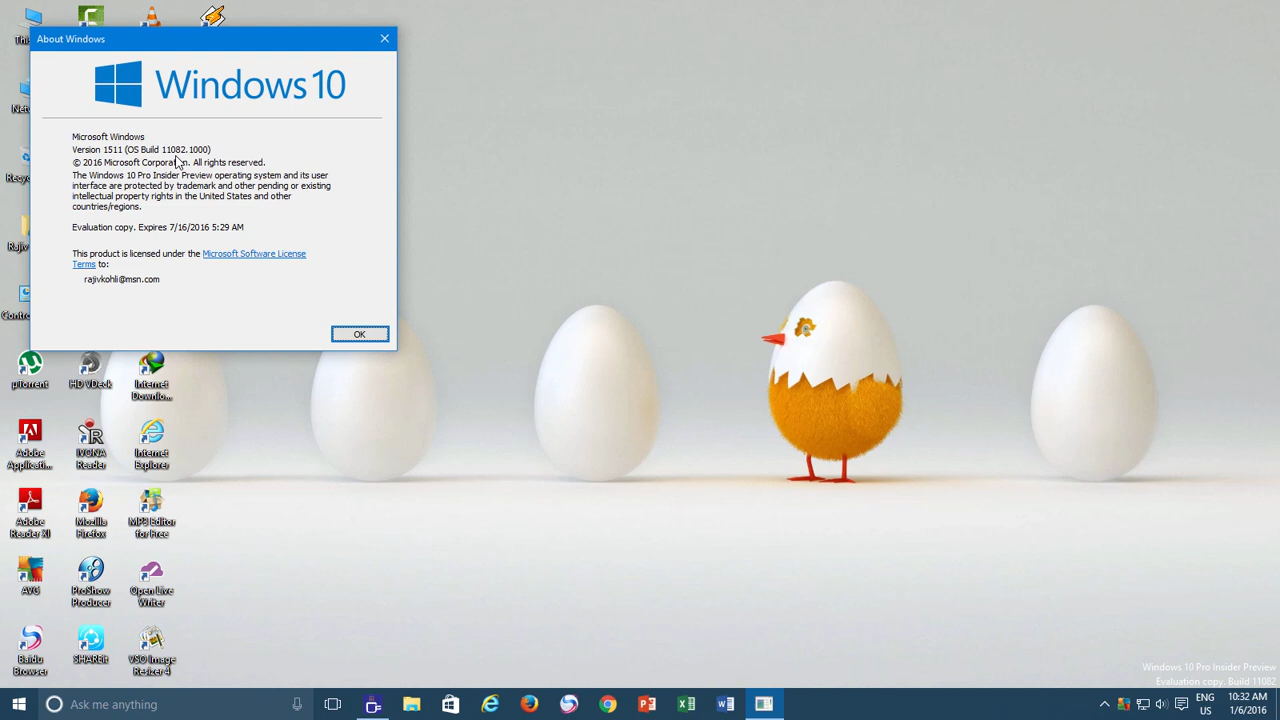 About Windows
Windows 10
Microsoft Windows
Version 1511 (OS Build 11082.1000)
© 2016 Microsoft Corporation. All rights reserved.
The Windows 10 Pro Insider Preview operating system and its user
interface are protected by trademark and other pending or existing
intellectual property rights in the United States and other
countries/regions.
Evaluation copy. Expires 7/16/2016 5:29 AM
This product is licensed under the Microsoft Software License
Terms to:
rajivkohli@msn.com
OK
µTorrent
HD VDeck
Internet
Downlo...
Adobe
Applicati...
IVONA
Reader
Internet
Explorer
Adobe
Reader XI
Mozilla
Firefox
MP3 Editor
for Free
AVG
ProShow
Producer
Open Live
Writer
Baidu
Browser
SHAREit
VSO Image
Resizer 4
Windows 10 Pro Insider Preview
Evaluation copy. Build 11082
Ask me anything
ENG
US
10:32 AM
1/6/2016